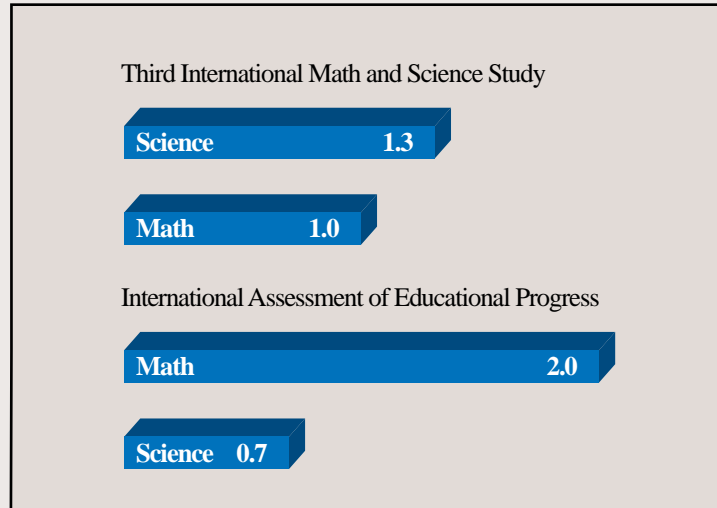 Third International Math and Science Study
Science 1.3
Math 1.0
International Assessment of Educational Progress
Math 2.0
Science 0.7